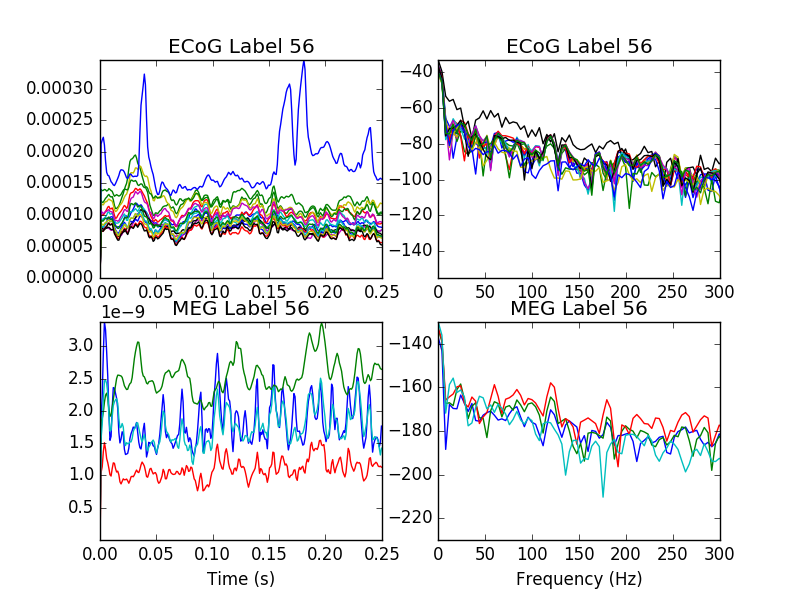 ECoG Label 56
0.00035
0.00030
0.00025
0.00020
0.00015
0.00010
0.00005
0.00000
0.00 0.05 0.10 0.15 0.20 0.25
ECoG Label 56
−40
−60
−80
−100
−120
−140
0 50 100 150 200 250 300
MEG Label 56
1e−9
3.0
2.5
2.0
1.5
1.0
0.5
0.00 0.05 0.10 0.15 0.20 0.25
Time (s)
MEG Label 56
−140
−160
−180
−200
−220
0 50 100 150 200 250 300
Frequency (Hz)